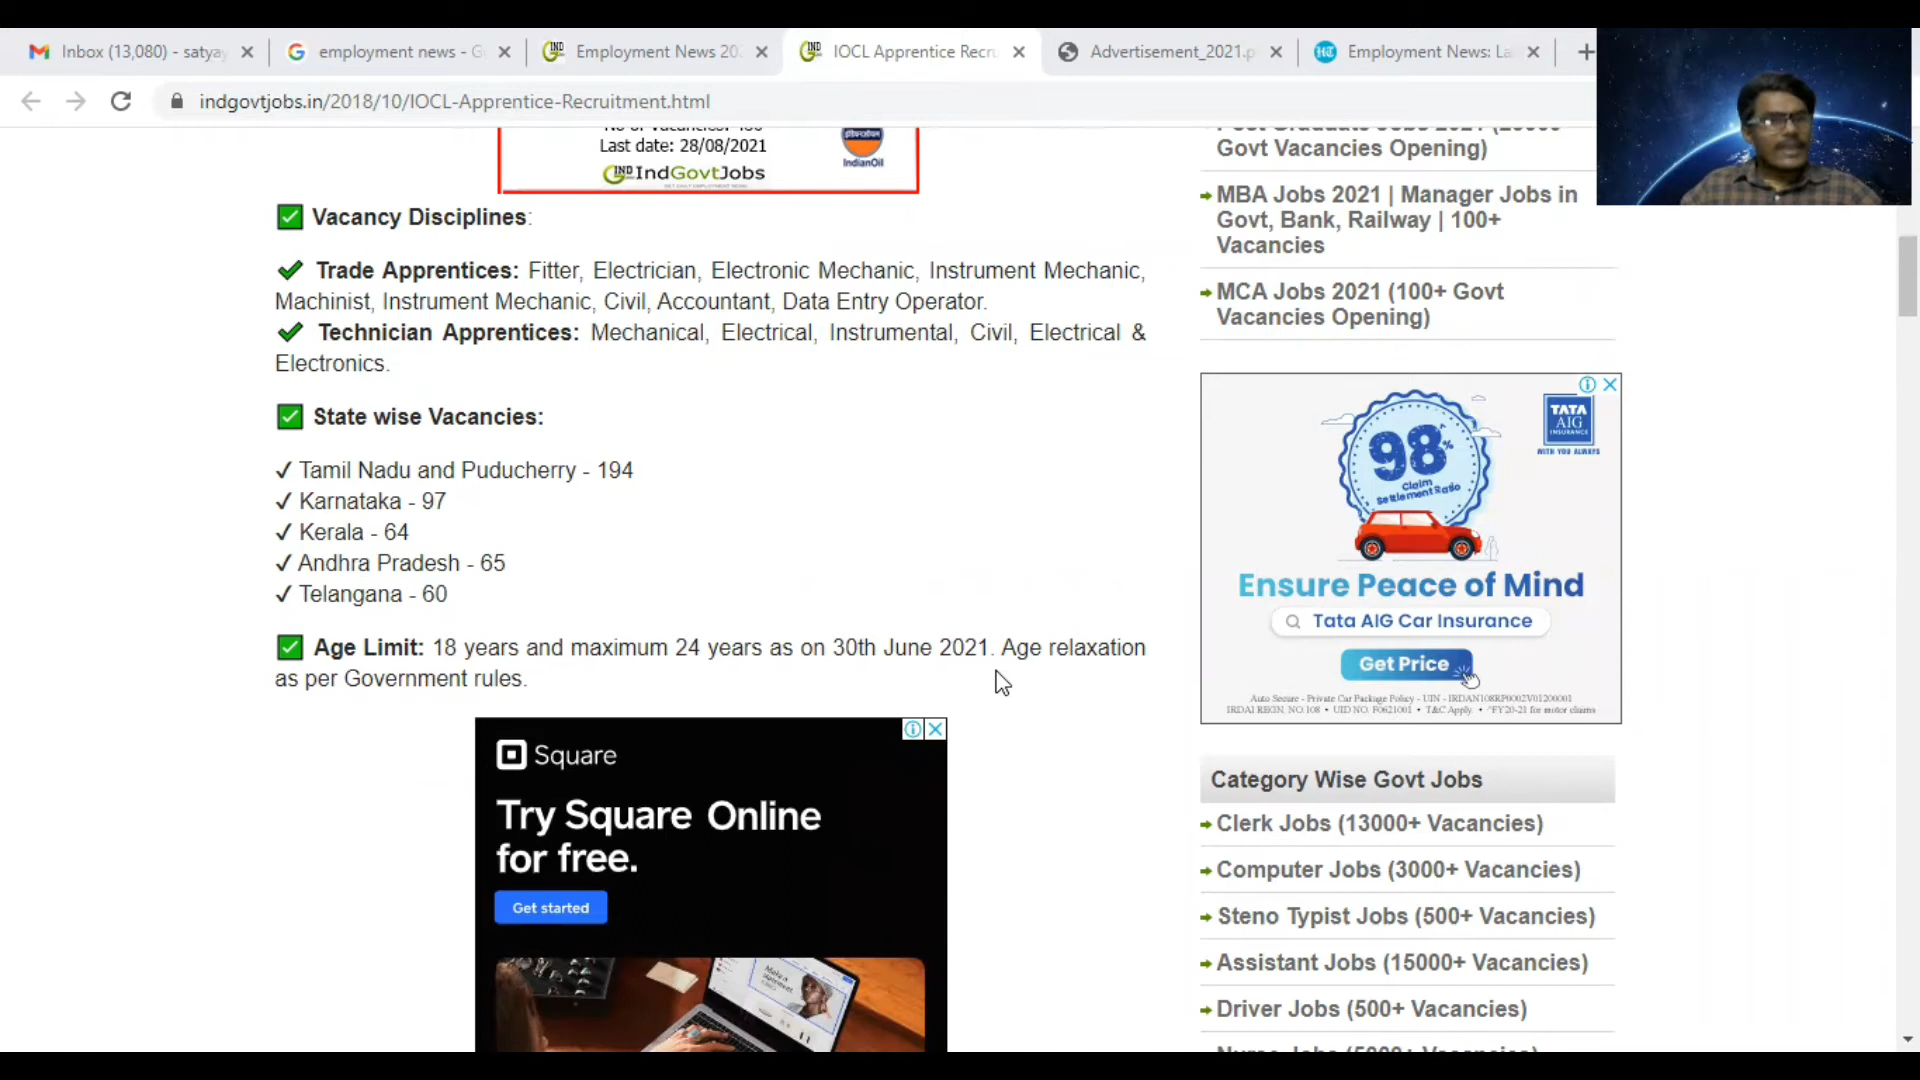 Inbox (13,080) - satyay
employment news - G
Employment News 20
IOCL Apprentice Recru
Advertisement_2021.p
Employment News: La
indgovtjobs.in/2018/10/IOCL-Apprentice-Recruitment.html
Last date: 28/08/2021
IndGovtJobs
IndianOil
Vacancy Disciplines:
Trade Apprentices: Fitter, Electrician, Electronic Mechanic, Instrument Mechanic,
Machinist, Instrument Mechanic, Civil, Accountant, Data Entry Operator.
Technician Apprentices: Mechanical, Electrical, Instrumental, Civil, Electrical &
Electronics.
State wise Vacancies:
✓ Tamil Nadu and Puducherry - 194
✓ Karnataka - 97
✓ Kerala - 64
✓ Andhra Pradesh - 65
✓ Telangana - 60
Age Limit: 18 years and maximum 24 years as on 30th June 2021. Age relaxation
as per Government rules.
Square
Try Square Online
for free.
Get started
Govt Vacancies Opening)
MBA Jobs 2021 | Manager Jobs in
Govt, Bank, Railway | 100+
Vacancies
MCA Jobs 2021 (100+ Govt
Vacancies Opening)
98%
Claim
Settlement Ratio
TATA
AIG
INSURANCE
WITH YOU ALWAYS
Ensure Peace of Mind
Tata AIG Car Insurance
Get Price
Category Wise Govt Jobs
Clerk Jobs (13000+ Vacancies)
Computer Jobs (3000+ Vacancies)
Steno Typist Jobs (500+ Vacancies)
Assistant Jobs (15000+ Vacancies)
Driver Jobs (500+ Vacancies)